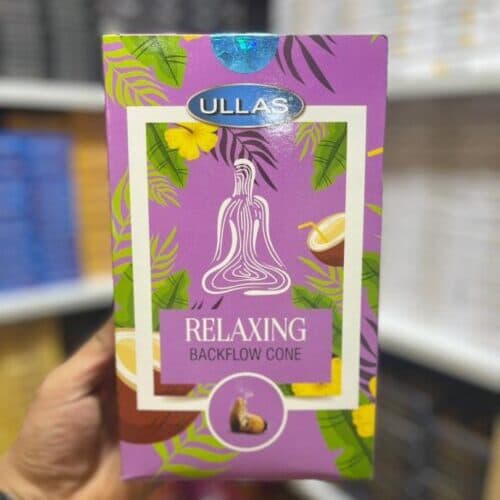 ULLAS
RELAXING
BACKFLOW CONE